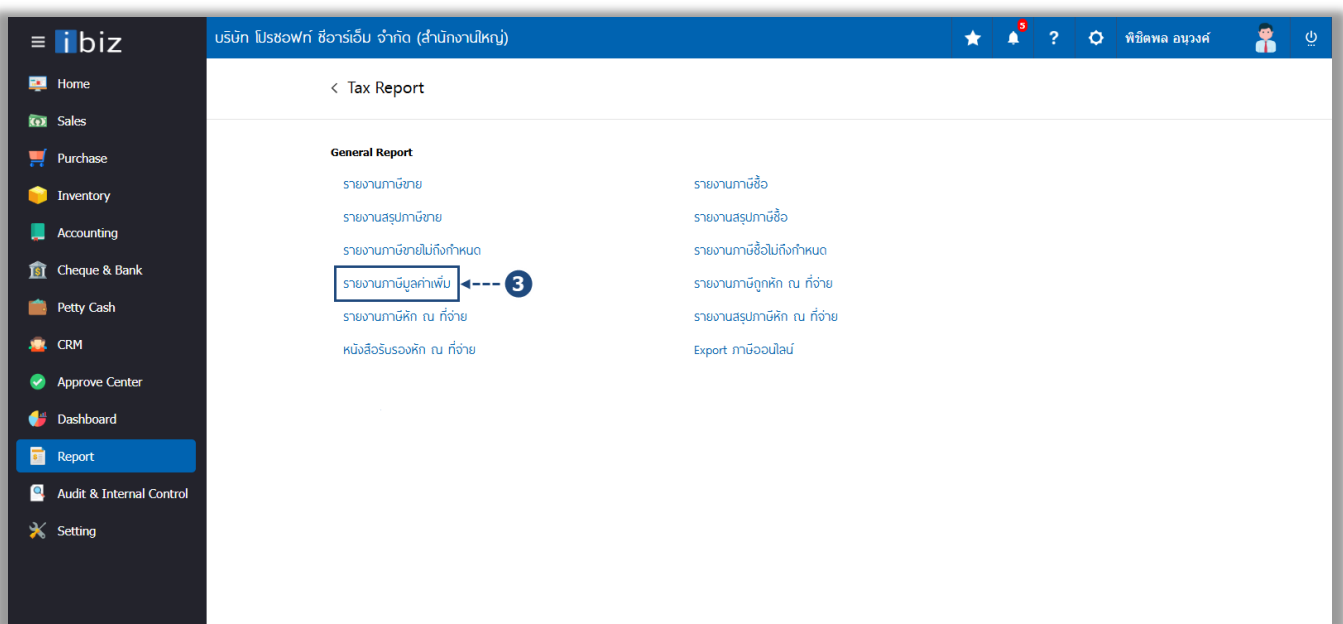 ibiz
บริษัท โปรซอฟท์ ซีอาร์เอ็ม จำกัด (สำนักงานใหญ่)
5
?
พิชิตพล อนุวงค์
Home
Sales
Purchase
Inventory
Accounting
Cheque & Bank
Petty Cash
CRM
Approve Center
Dashboard
Report
Audit & Internal Control
Setting
< Tax Report
General Report
รายงานภาษีขาย
รายงานภาษีซื้อ
รายงานสรุปภาษีขาย
รายงานสรุปภาษีซื้อ
รายงานภาษีขายไม่ถึงกำหนด
รายงานภาษีซื้อไม่ถึงกำหนด
รายงานภาษีมูลค่าเพิ่ม
3
รายงานภาษีถูกหัก ณ ที่จ่าย
รายงานภาษีหัก ณ ที่จ่าย
รายงานสรุปภาษีหัก ณ ที่จ่าย
หนังสือรับรองหัก ณ ที่จ่าย
Export ภาษีออนไลน์